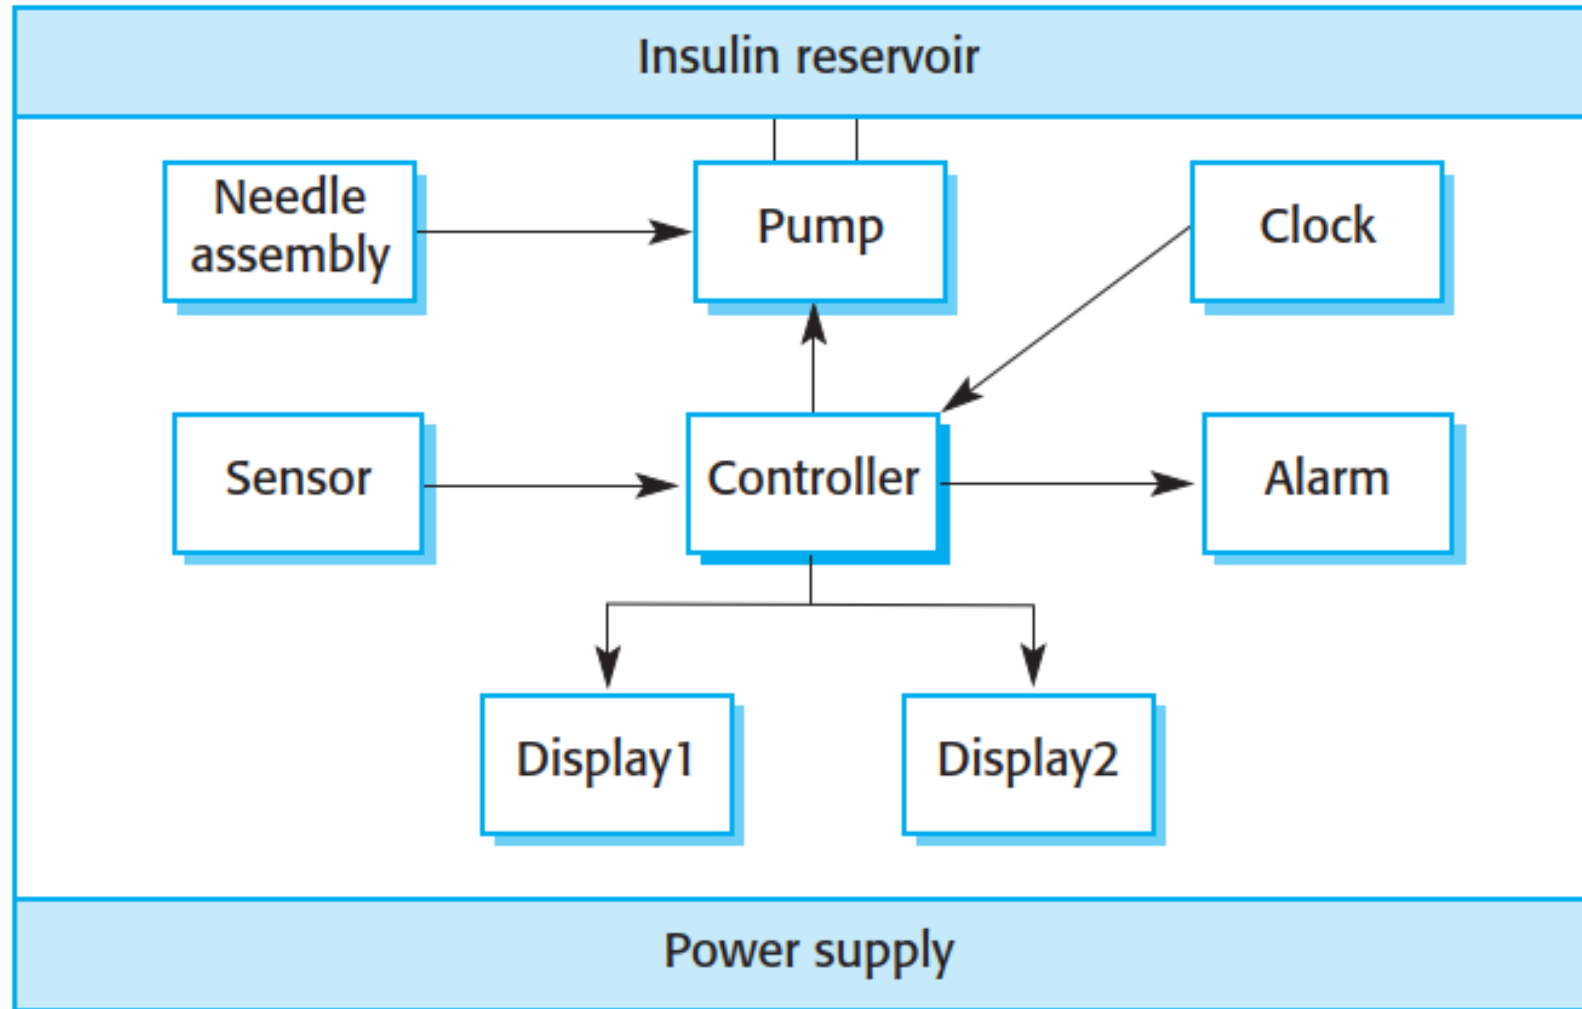 Insulin reservoir
Needle
assembly
Pump
Clock
Sensor
Controller
Alarm
Display1
Display2
Power supply